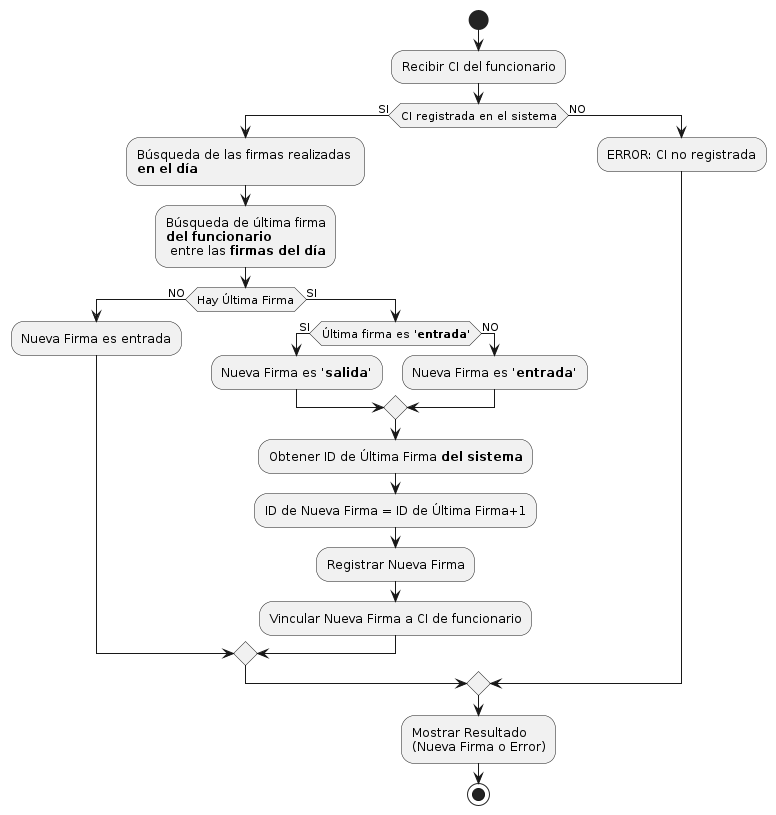 Recibir CI del funcionario
SI
CI registrada en el sistema
NO
Búsqueda de las firmas realizadas
en el día
ERROR: CI no registrada
Búsqueda de última firma
del funcionario
entre las firmas del día
NO
Hay Última Firma
SI
Nueva Firma es entrada
SI
Última firma es 'entrada'
NO
Nueva Firma es 'salida'
Nueva Firma es 'entrada'
Obtener ID de Última Firma del sistema
ID de Nueva Firma = ID de Última Firma+1
Registrar Nueva Firma
Vincular Nueva Firma a CI de funcionario
Mostrar Resultado
(Nueva Firma o Error)